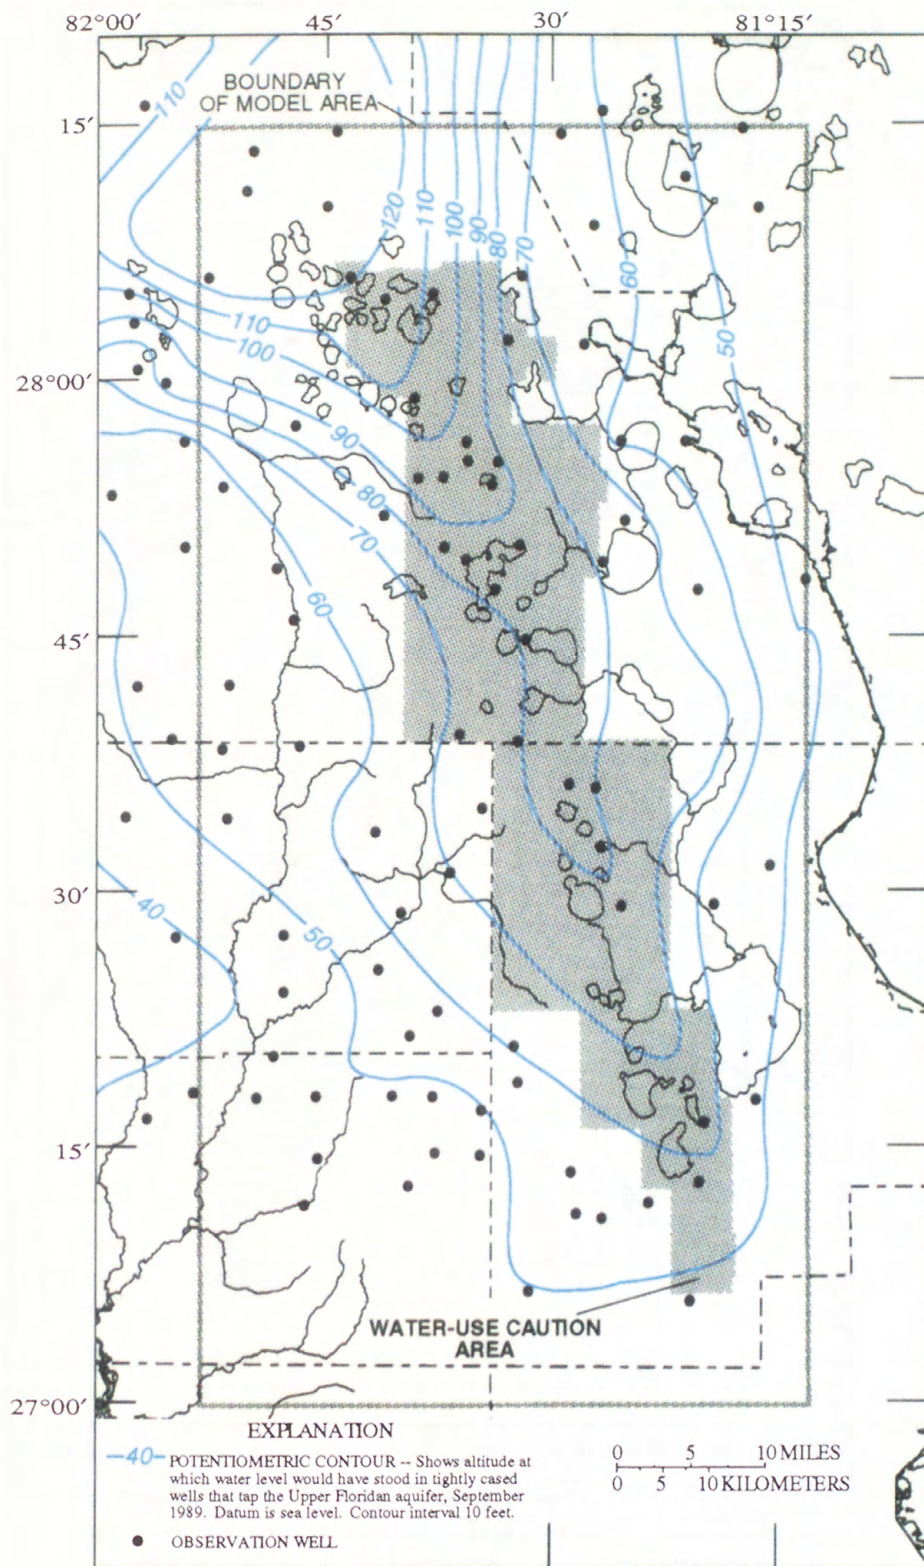 82°00′ 45′ 30′ 81°15′
BOUNDARY
OF MODEL AREA
110
15′
120
110
100
90
80
70
60
50
110
100
28°00′
90
80
70
60
45′
30′
40
50
15′
WATER-USE CAUTION
AREA
27°00′
EXPLANATION
—40— POTENTIOMETRIC CONTOUR -- Shows altitude at
which water level would have stood in tightly cased
wells that tap the Upper Floridan aquifer, September
1989. Datum is sea level. Contour interval 10 feet.
OBSERVATION WELL
0 5 10 MILES
0 5 10 KILOMETERS